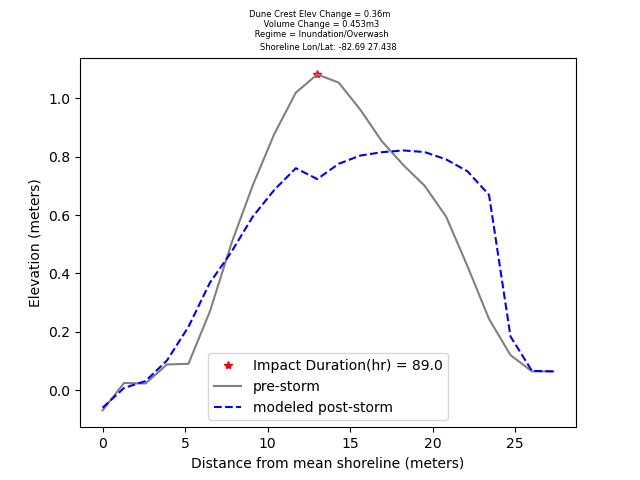 Dune Crest Elev Change = 0.36m
Volume Change = 0.453m3
Regime = Inundation/Overwash
Shoreline Lon/Lat: -82.69 27.438
1.0
0.8
0.6
0.4
0.2
0.0
Elevation (meters)
Impact Duration(hr) = 89.0
pre-storm
modeled post-storm
0 5 10 15 20 25
Distance from mean shoreline (meters)